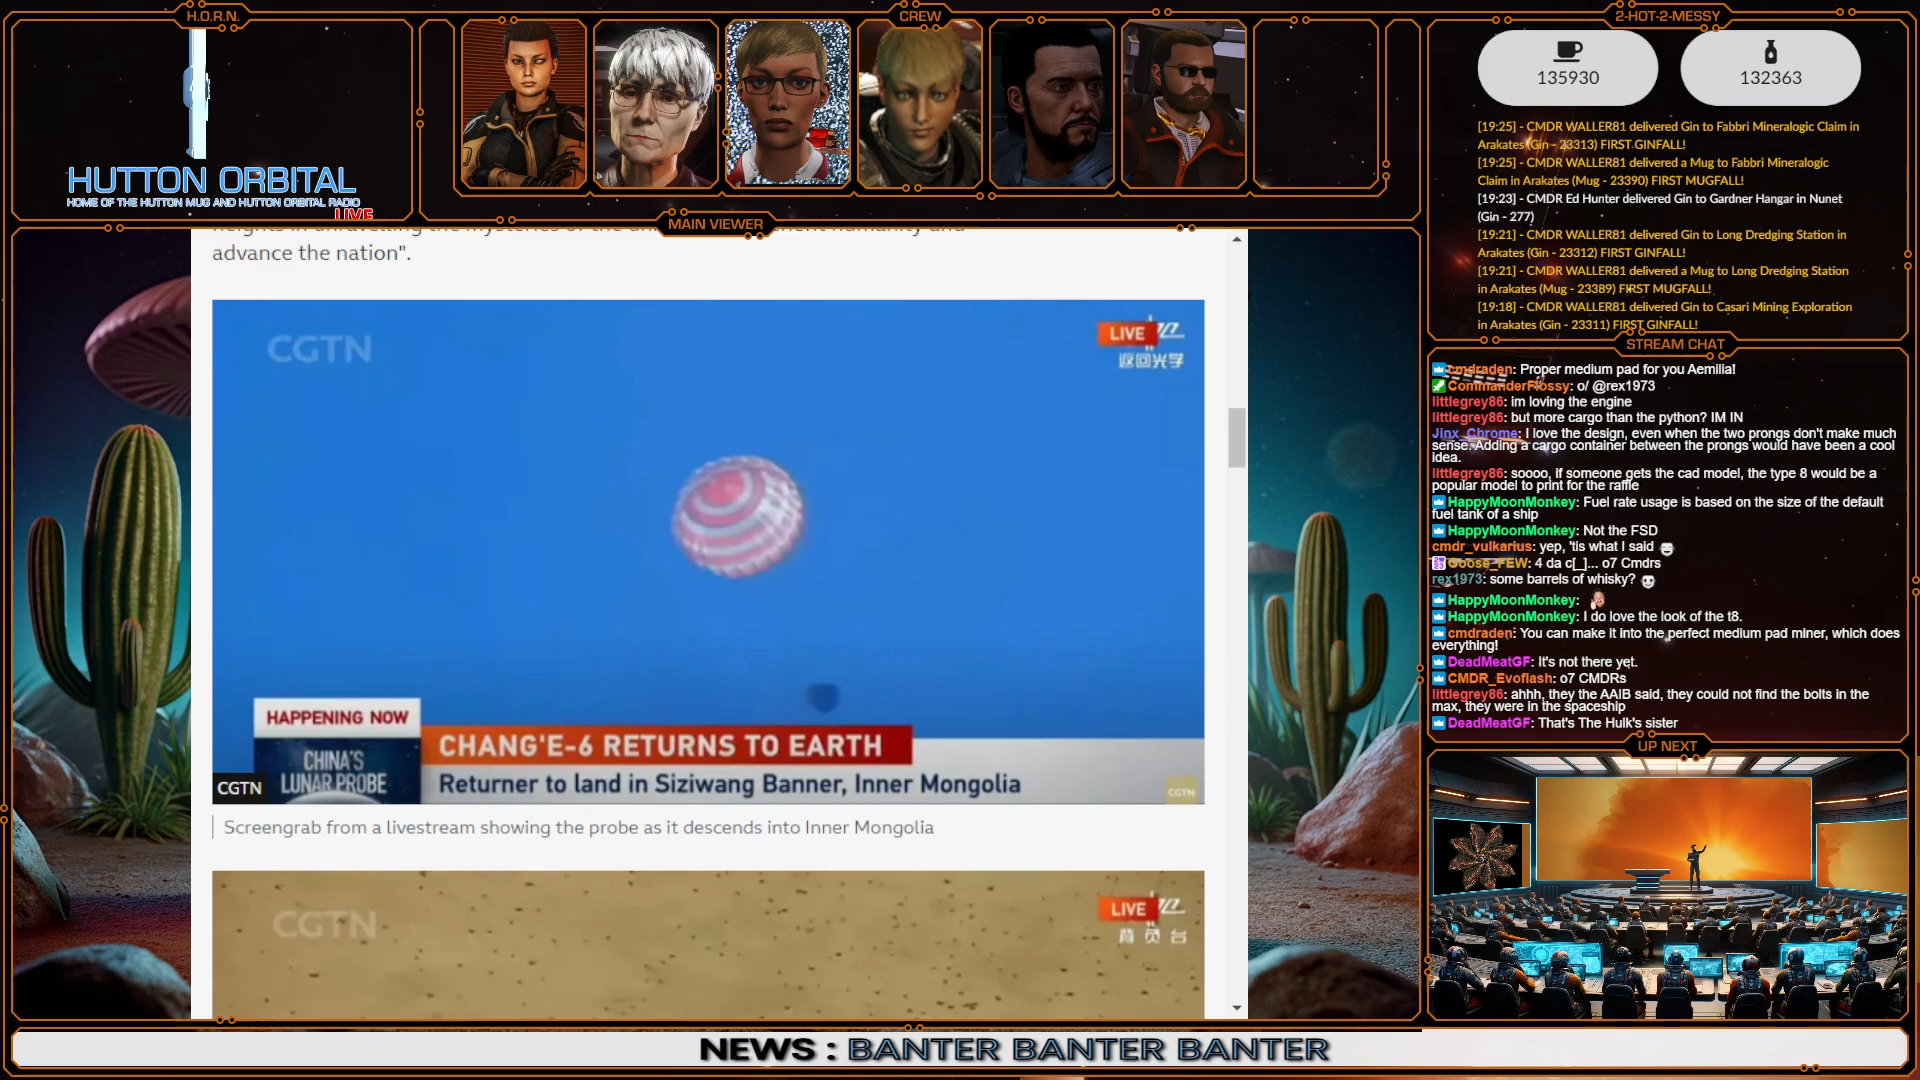 H.O.R.N.
HUTTON ORBITAL
HOME OF THE HUTTON MUG AND HUTTON ORBITAL RADIO
LIVE
CREW
2-HOT-2-MESSY
135930
132363
[19:25] - CMDR WALLER81 delivered Gin to Fabbri Mineralogic Claim in
Arakates (Gin - 23313) FIRST GINFALL!
[19:25] - CMDR WALLER81 delivered a Mug to Fabbri Mineralogic
Claim in Arakates (Mug - 23390) FIRST MUGFALL!
[19:23] - CMDR Ed Hunter delivered Gin to Gardner Hangar in Nunet
(Gin - 277)
[19:21] - CMDR WALLER81 delivered Gin to Long Dredging Station in
Arakates (Gin - 23312) FIRST GINFALL!
[19:21] - CMDR WALLER81 delivered a Mug to Long Dredging Station
in Arakates (Mug - 23389) FIRST MUGFALL!
[19:18] - CMDR WALLER81 delivered Gin to Casari Mining Exploration
in Arakates (Gin - 23311) FIRST GINFALL!
MAIN VIEWER
heights in unravelling the mysteries of the
advance the nation".
CGTN
LIVE
返回光学
HAPPENING NOW
CHINA'S
LUNAR PROBE
CHANG'E-6 RETURNS TO EARTH
Returner to land in Siziwang Banner, Inner Mongolia
CGTN
CGTN
Screengrab from a livestream showing the probe as it descends into Inner Mongolia
CGTN
LIVE
STREAM CHAT
cmdraden: Proper medium pad for you Aemilia!
CommanderFlossy: o/ @rex1973
littlegrey86: im loving the engine
littlegrey86: but more cargo than the python? IM IN
Jinx_Chrome: I love the design, even when the two prongs don't make much
sense. Adding a cargo container between the prongs would have been a cool
idea.
littlegrey86: soooo, if someone gets the cad model, the type 8 would be a
popular model to print for the raffle
HappyMoonMonkey: Fuel rate usage is based on the size of the default
fuel tank of a ship
HappyMoonMonkey: Not the FSD
cmdr_vulkarius: yep, 'tis what I said
Goose_FEW: 4 da c[_]... o7 Cmdrs
rex1973: some barrels of whisky?
HappyMoonMonkey:
HappyMoonMonkey: I do love the look of the t8.
cmdraden: You can make it into the perfect medium pad miner, which does
everything!
DeadMeatGF: It's not there yet.
CMDR_Evoflash: o7 CMDRs
littlegrey86: ahhh, they the AAIB said, they could not find the bolts in the
max, they were in the spaceship
DeadMeatGF: That's The Hulk's sister
UP NEXT
NEWS : BANTER BANTER BANTER